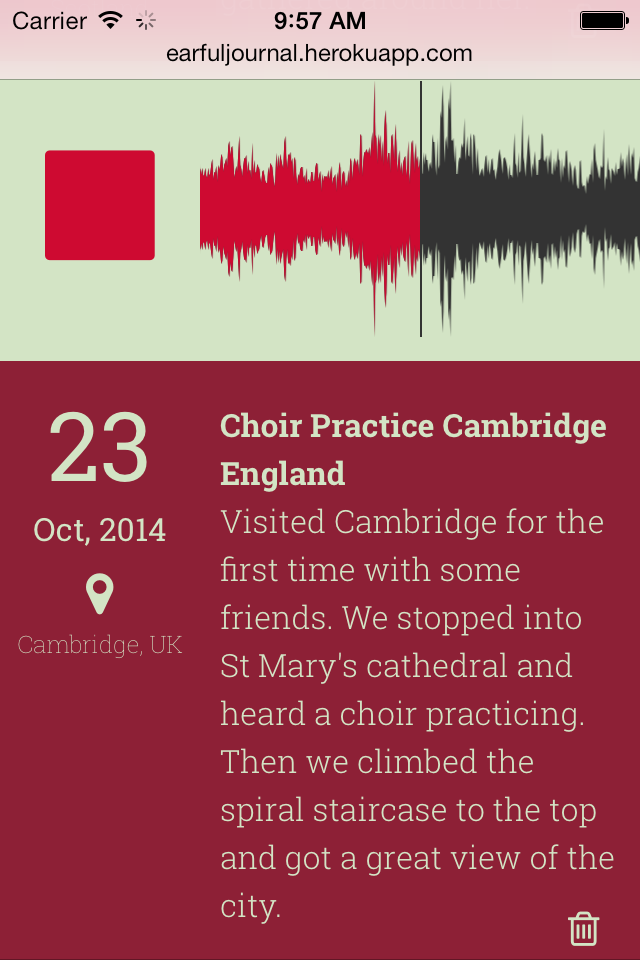 Carrier 9:57 AM
earfuljournal.herokuapp.com
23
Oct, 2014
Cambridge, UK
Choir Practice Cambridge
England
Visited Cambridge for the
first time with some
friends. We stopped into
St Mary's cathedral and
heard a choir practicing.
Then we climbed the
spiral staircase to the top
and got a great view of the
city.